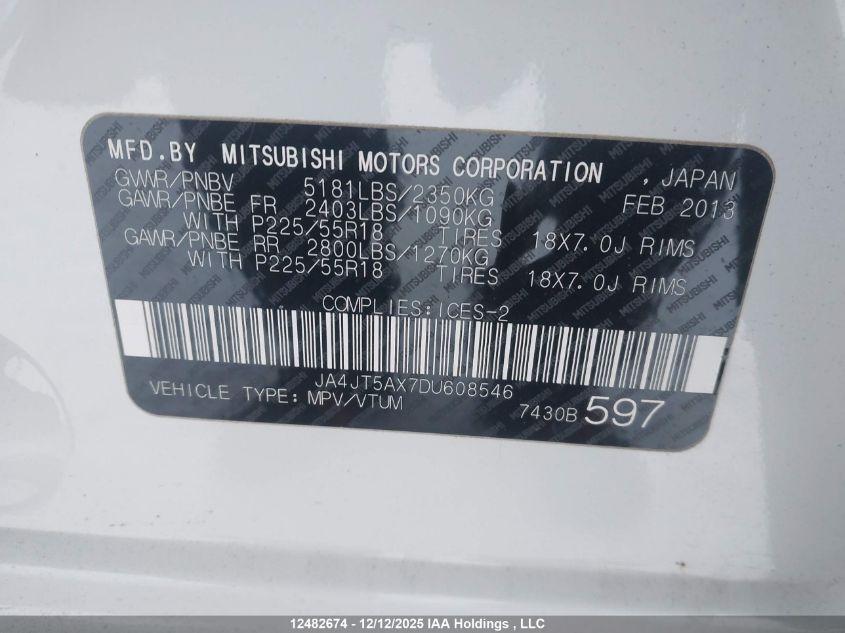 MFD.BY MITSUBISHI MOTORS CORPORATION , JAPAN
GVWR/PNBV 5181LBS/2350KG FEB 2013
GAWR/PNBE FR 2403LBS/1090KG
WITH P225/55R18 TIRES 18X7.0J RIMS
GAWR/PNBE RR 2800LBS/1270KG
WITH P225/55R18 TIRES 18X7.0J RIMS
COMPLIES:ICES-2
JA4JT5AX7DU608546
VEHICLE TYPE:MPV/VTUM 7430B 597
12482674 - 12/12/2025 IAA Holdings , LLC